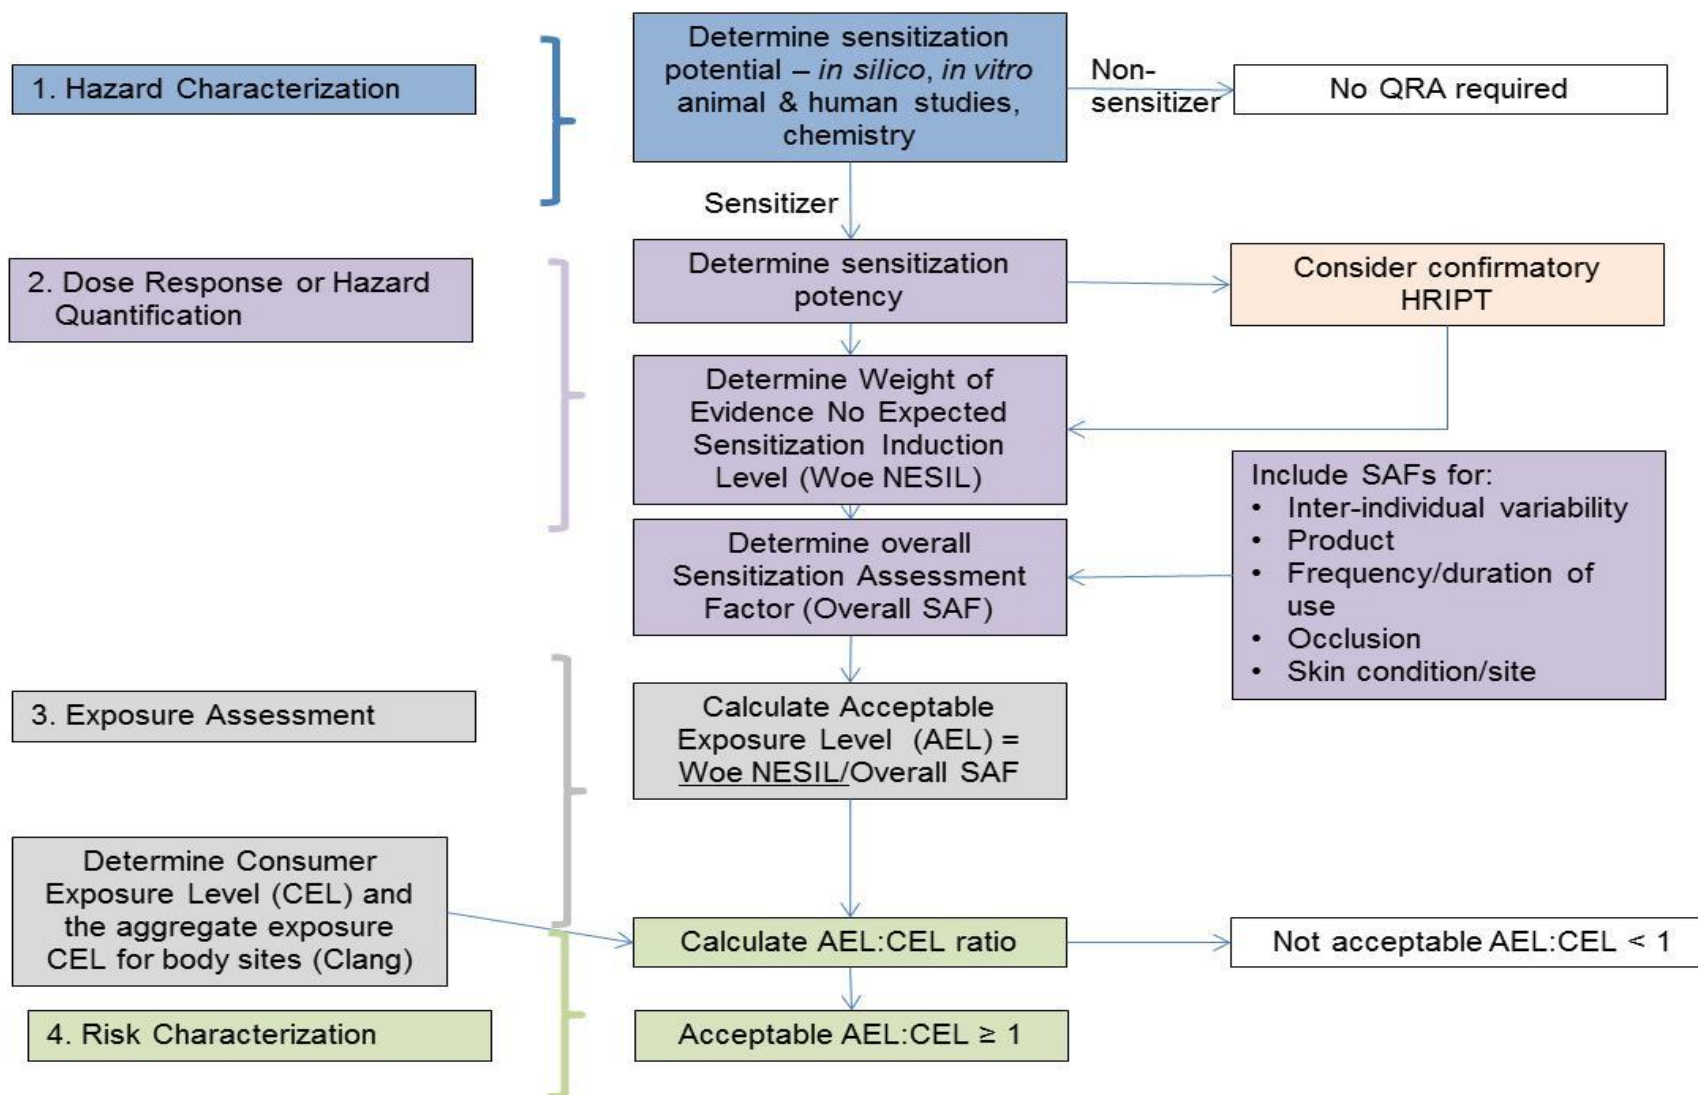 Determine sensitization
potential – in silico, in vitro
animal & human studies,
chemistry
1. Hazard Characterization
Non-
sensitizer
No QRA required
Sensitizer
2. Dose Response or Hazard
Quantification
Determine sensitization
potency
Consider confirmatory
HRIPT
Determine Weight of
Evidence No Expected
Sensitization Induction
Level (Woe NESIL)
Include SAFs for:
• Inter-individual variability
• Product
• Frequency/duration of
use
• Occlusion
• Skin condition/site
Determine overall
Sensitization Assessment
Factor (Overall SAF)
3. Exposure Assessment
Calculate Acceptable
Exposure Level (AEL) =
Woe NESIL/Overall SAF
Determine Consumer
Exposure Level (CEL) and
the aggregate exposure
CEL for body sites (Clang)
Calculate AEL:CEL ratio
Not acceptable AEL:CEL < 1
4. Risk Characterization
Acceptable AEL:CEL ≥ 1